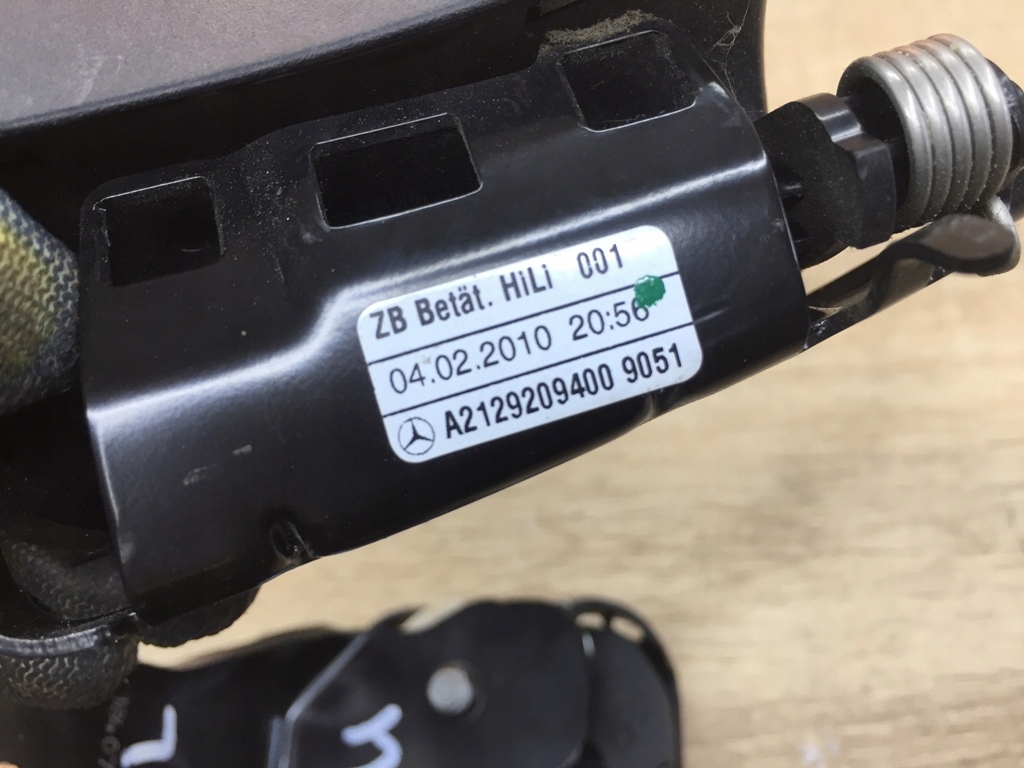 ZB Betät. HiLi 001
04.02.2010 20:56
A2129209400 9051
L